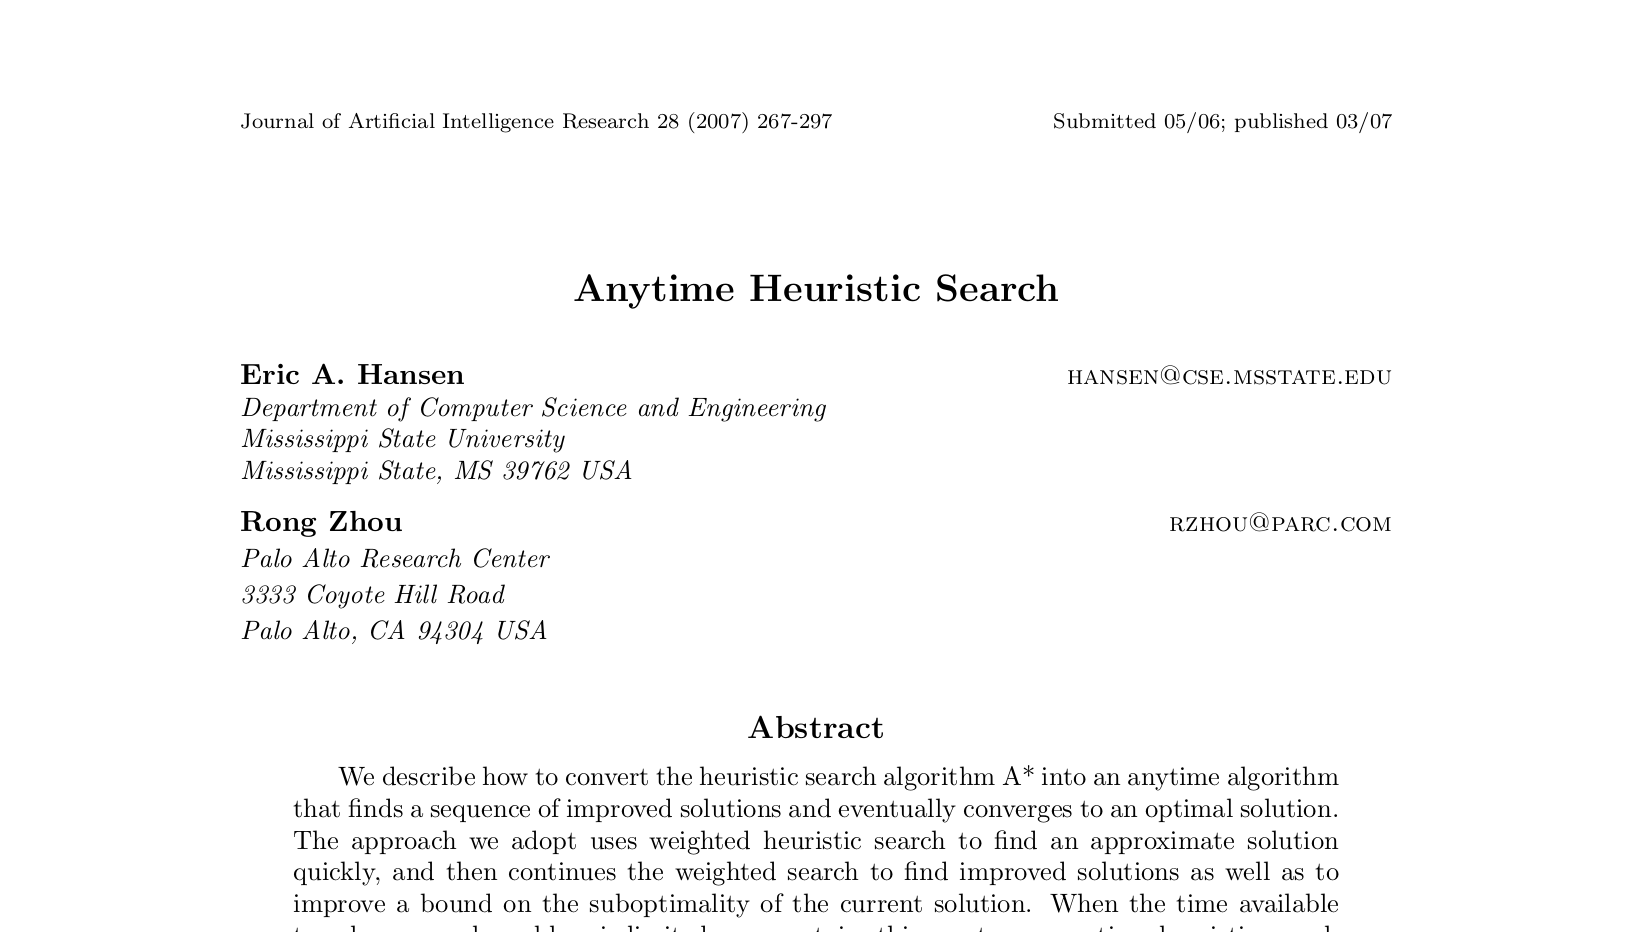 Journal of Artificial Intelligence Research 28 (2007) 267-297 Submitted 05/06; published 03/07
Anytime Heuristic Search
Eric A. Hansen HANSEN@CSE.MSSTATE.EDU
Department of Computer Science and Engineering
Mississippi State University
Mississippi State, MS 39762 USA
Rong Zhou RZHOU@PARC.COM
Palo Alto Research Center
3333 Coyote Hill Road
Palo Alto, CA 94304 USA
Abstract
We describe how to convert the heuristic search algorithm A* into an anytime algorithm
that finds a sequence of improved solutions and eventually converges to an optimal solution.
The approach we adopt uses weighted heuristic search to find an approximate solution
quickly, and then continues the weighted search to find improved solutions as well as to
improve a bound on the suboptimality of the current solution. When the time available